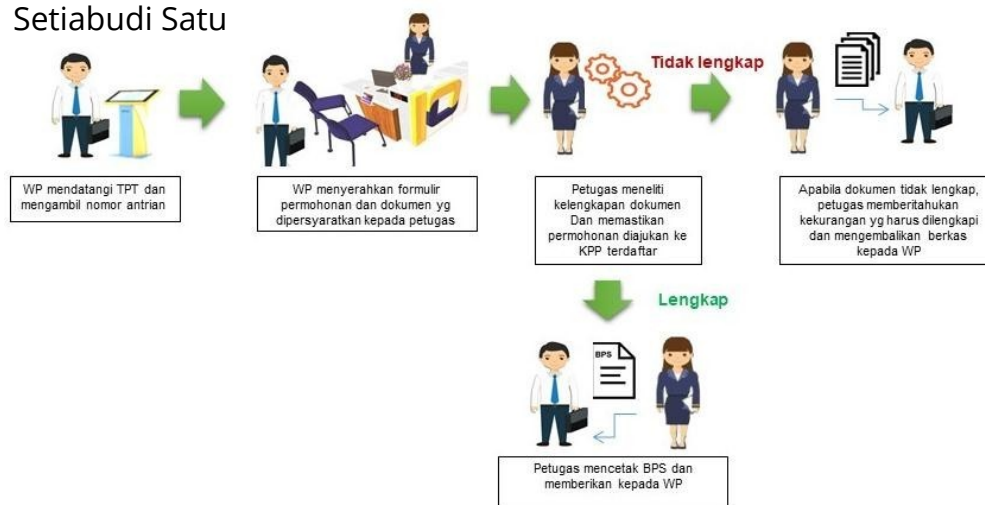 Setiabudi Satu
WP mendatangi TPT dan
mengambil nomor antrian
WP menyerahkan formulir
permohonan dan dokumen yg
dipersyaratkan kepada petugas
Petugas meneliti
kelengkapan dokumen
Dan memastikan
permohonan diajukan ke
KPP terdaftar
Tidak lengkap
Apabila dokumen tidak lengkap,
petugas memberitahukan
kekurangan yg harus dilengkapi
dan mengembalikan berkas
kepada WP
Lengkap
BPS
Petugas mencetak BPS dan
memberikan kepada WP